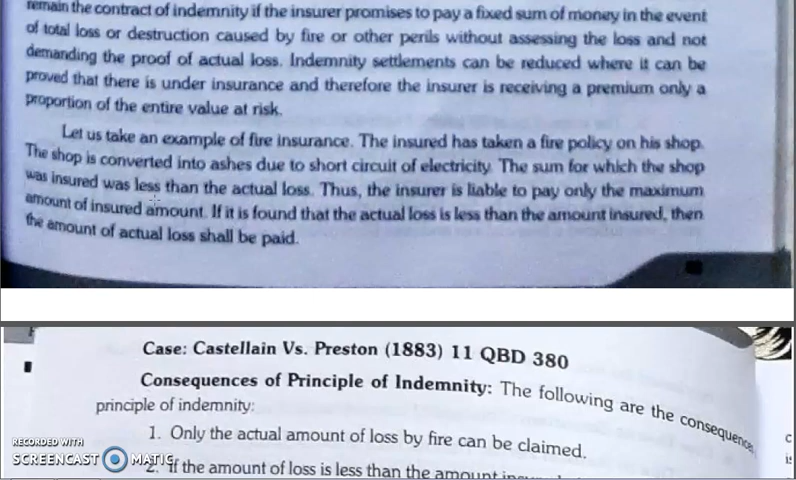 remain the contract of indemnity if the insurer promises to pay a fixed sum of money in the event
of total loss or destruction caused by fire or other perils without assessing the loss and not
demanding the proof of actual loss. Indemnity settlements can be reduced where it can be
proved that there is under insurance and therefore the insurer is receiving a premium only a
proportion of the entire value at risk.
Let us take an example of fire insurance. The insured has taken a fire policy on his shop.
The shop is converted into ashes due to short circuit of electricity. The sum for which the shop
was insured was less than the actual loss. Thus, the insurer is liable to pay only the maximum
amount of insured amount. If it is found that the actual loss is less than the amount insured, then
the amount of actual loss shall be paid.
Case: Castellain Vs. Preston (1883) 11 QBD 380
Consequences of Principle of Indemnity: The following are the consequences
principle of indemnity:
1. Only the actual amount of loss by fire can be claimed.
2. If the amount of loss is less than the amount
RECORDED WITH
SCREENCAST MATIC